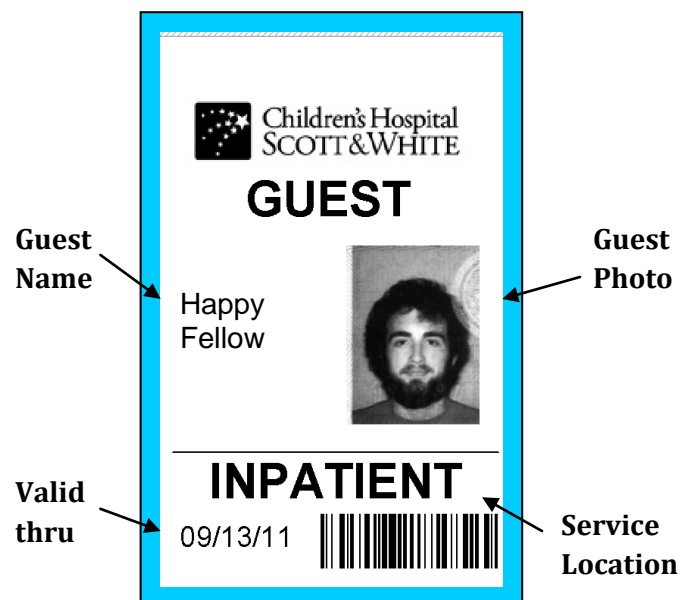 Children's Hospital
SCOTT & WHITE
GUEST
Guest
Name
Happy
Fellow
Guest
Photo
INPATIENT
Valid
thru
09/13/11
Service
Location